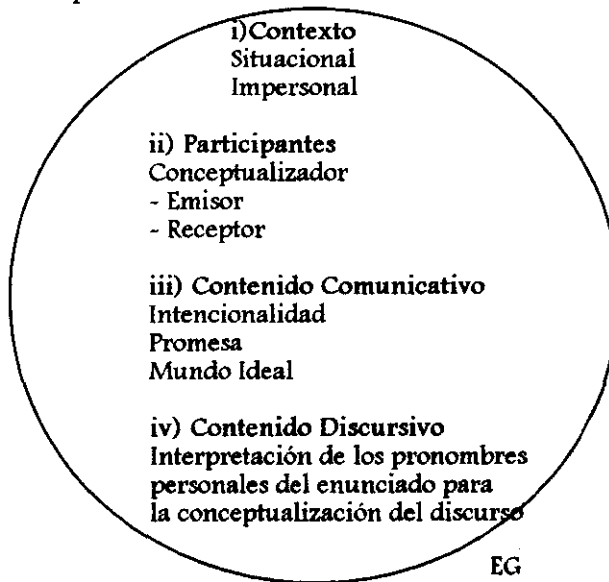 i)Contexto
Situacional
Impersonal
ii) Participantes
Conceptualizador
- Emisor
- Receptor
iii) Contenido Comunicativo
Intencionalidad
Promesa
Mundo Ideal
iv) Contenido Discursivo
Interpretación de los pronombres
personales del enunciado para
la conceptualización del discurso
EG